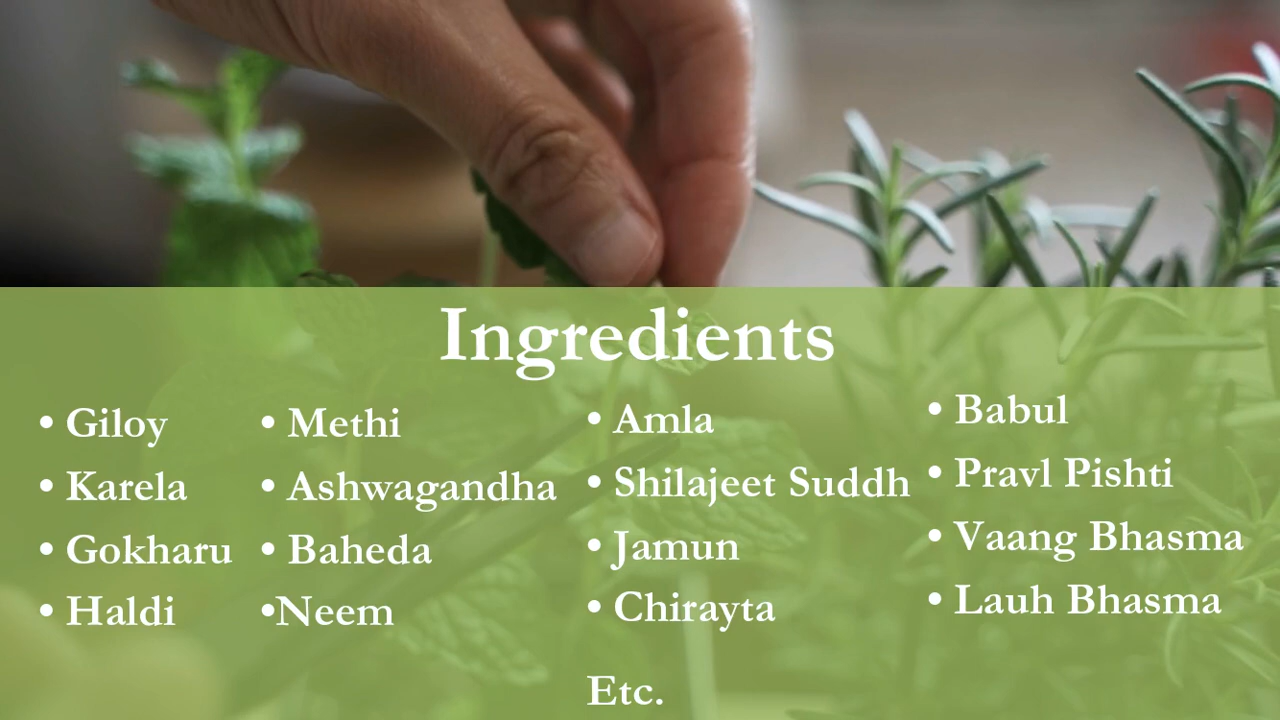 Ingredients
• Giloy
• Karela
• Gokharu
• Haldi
• Methi
• Ashwagandha
• Baheda
•Neem
• Amla
• Shilajeet Suddh
• Jamun
• Chirayta
• Babul
• Pravl Pishti
• Vaang Bhasma
• Lauh Bhasma
Etc.